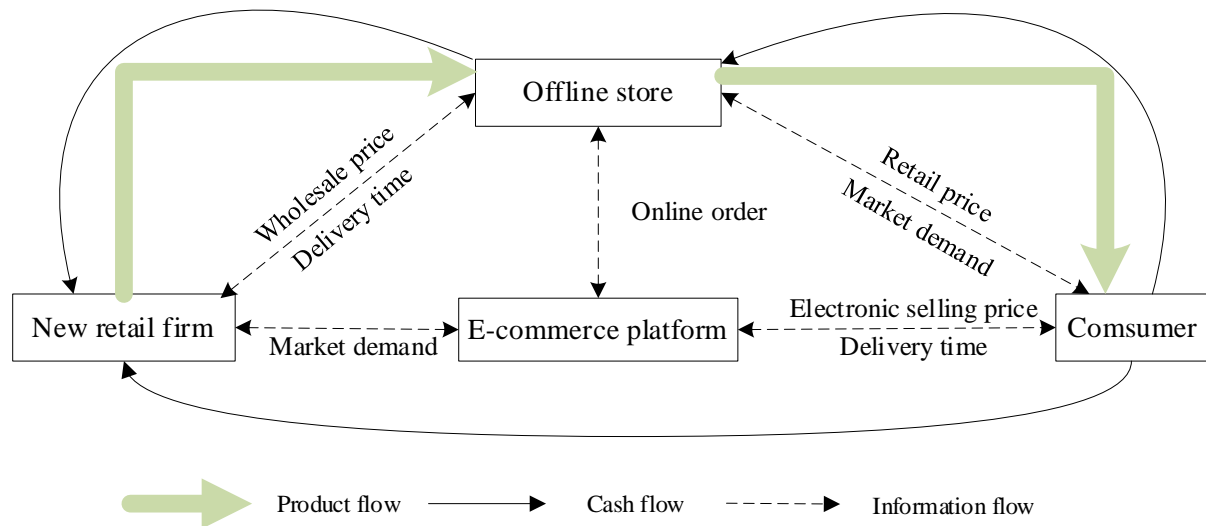 Offline store
Wholesale price
Delivery time
Online order
Retail price
Market demand
New retail firm
Market demand
E-commerce platform
Electronic selling price
Delivery time
Comsumer
Product flow
Cash flow
Information flow